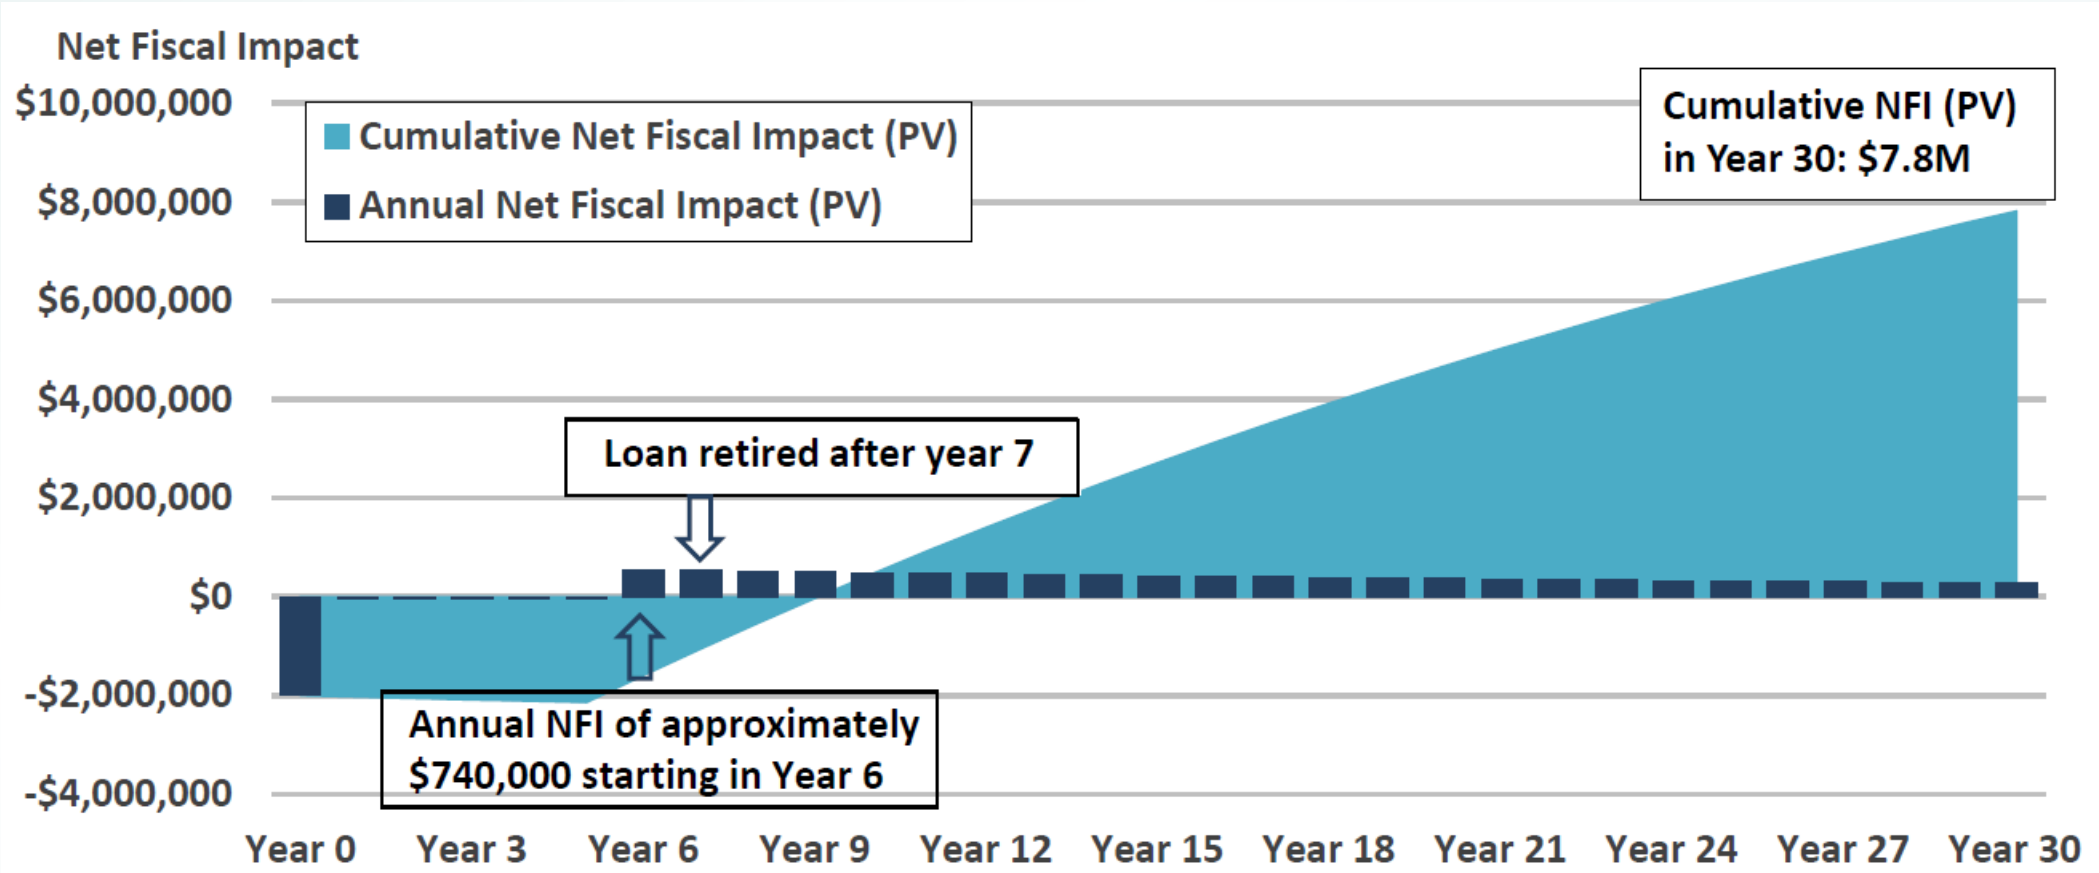 Net Fiscal Impact
$10,000,000
$8,000,000
$6,000,000
$4,000,000
$2,000,000
$0
-$2,000,000
-$4,000,000
Cumulative Net Fiscal Impact (PV)
Annual Net Fiscal Impact (PV)
Cumulative NFI (PV)
in Year 30: $7.8M
Loan retired after year 7
Annual NFI of approximately
$740,000 starting in Year 6
Year 0 Year 3 Year 6 Year 9 Year 12 Year 15 Year 18 Year 21 Year 24 Year 27 Year 30